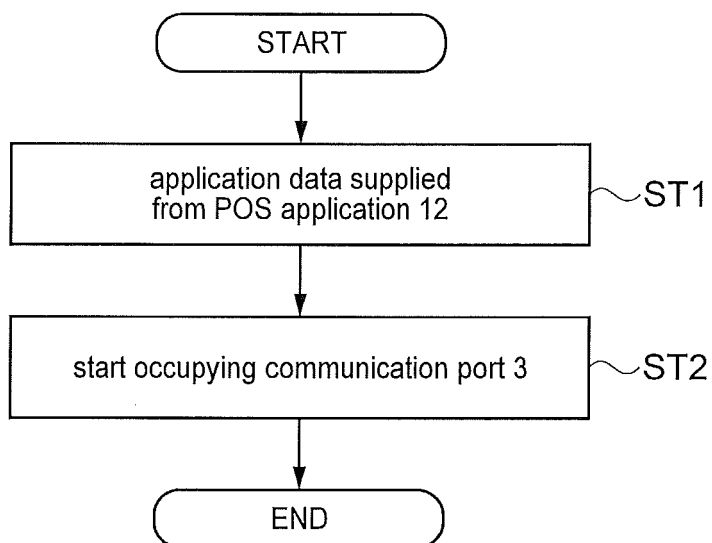 START
application data supplied
from POS application 12
ST1
start occupying communication port 3
ST2
END